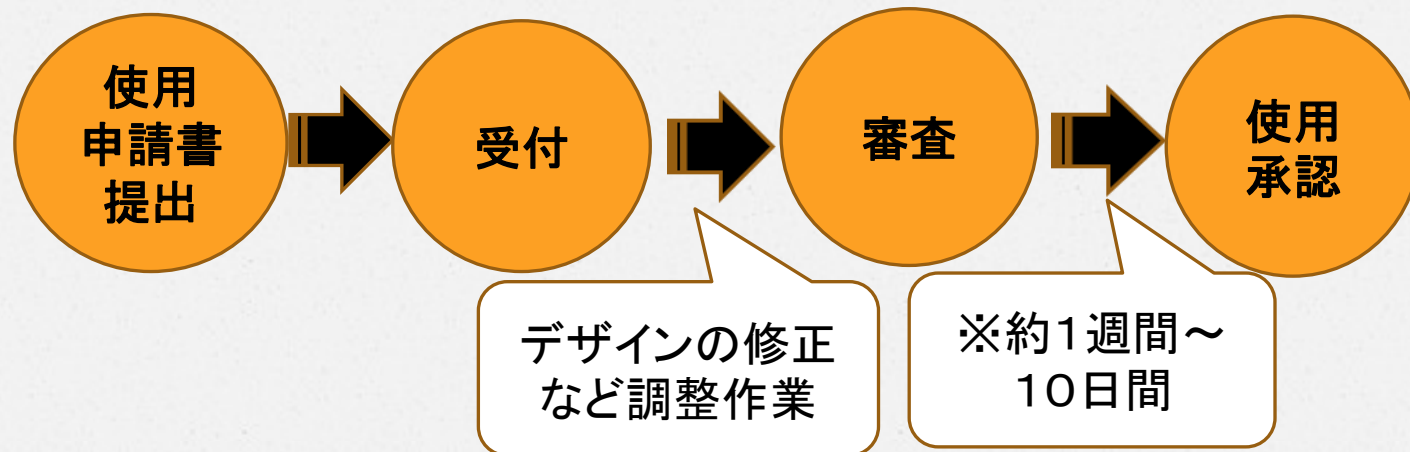 使用
申請書
提出
受付
審査
使用
承認
デザインの修正
など調整作業
※約１週間～
１０日間